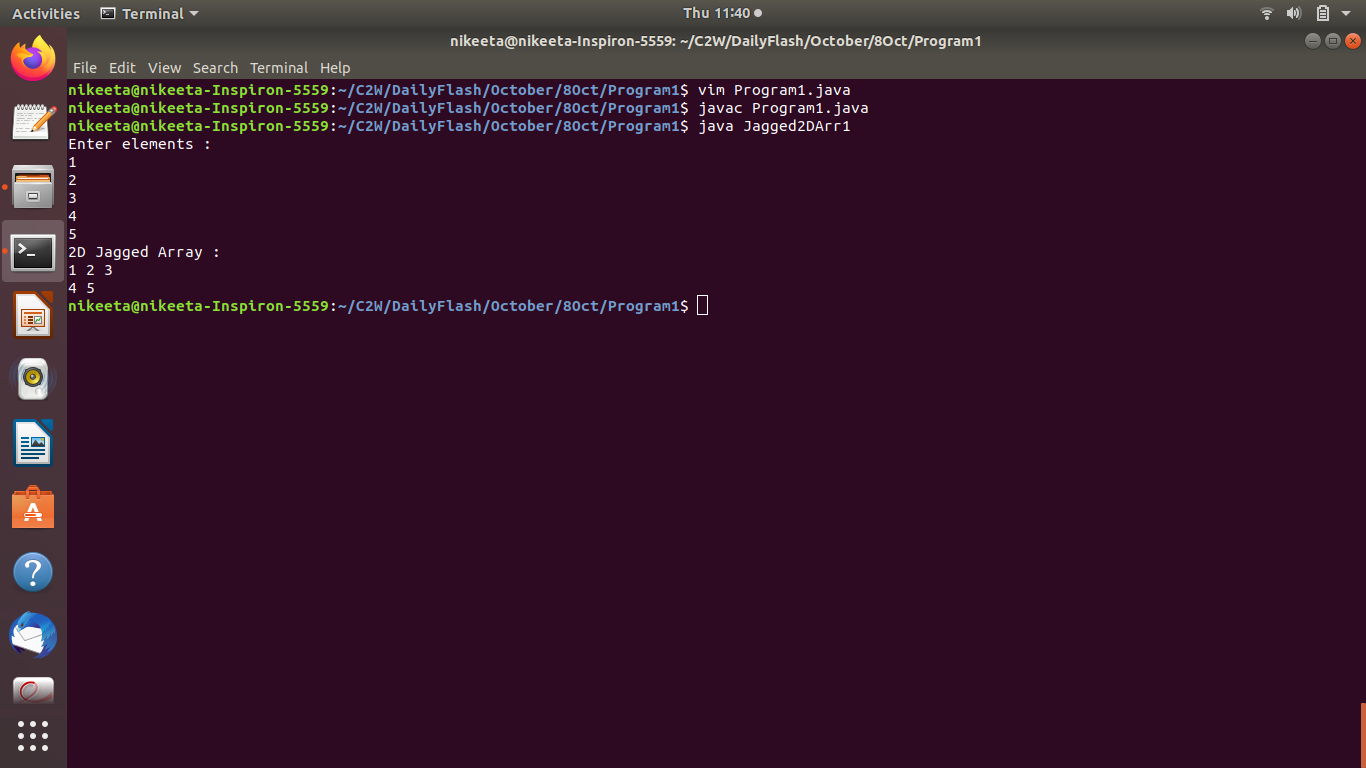 Activities Terminal Thu 11:40
nikeeta@nikeeta-Inspiron-5559: ~/C2W/DailyFlash/October/8Oct/Program1
File Edit View Search Terminal Help
nikeeta@nikeeta-Inspiron-5559:~/C2W/DailyFlash/October/8Oct/Program1$ vim Program1.java
nikeeta@nikeeta-Inspiron-5559:~/C2W/DailyFlash/October/8Oct/Program1$ javac Program1.java
nikeeta@nikeeta-Inspiron-5559:~/C2W/DailyFlash/October/8Oct/Program1$ java Jagged2DArr1
Enter elements :
1
2
3
4
5
2D Jagged Array :
1 2 3
4 5
nikeeta@nikeeta-Inspiron-5559:~/C2W/DailyFlash/October/8Oct/Program1$